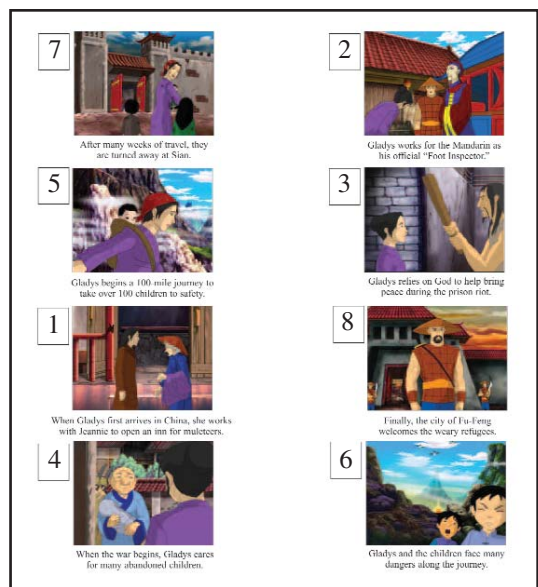 7
After many weeks of travel, they
are turned away at Sian.
2
Gladys works for the Mandarin as
his official “Foot Inspector.”
5
Gladys begins a 100 mile journey to
take over 100 children to safety.
3
Gladys relies on God to help bring
peace during the prison riot.
1
When Gladys first arrives in China, she works
with Jeannie to open an inn for muleteers.
8
Finally, the city of Fu-Feng
welcomes the weary refugees.
4
When the war begins, Gladys cares
for many abandoned children.
6
Gladys and the children face many
dangers along the journey.